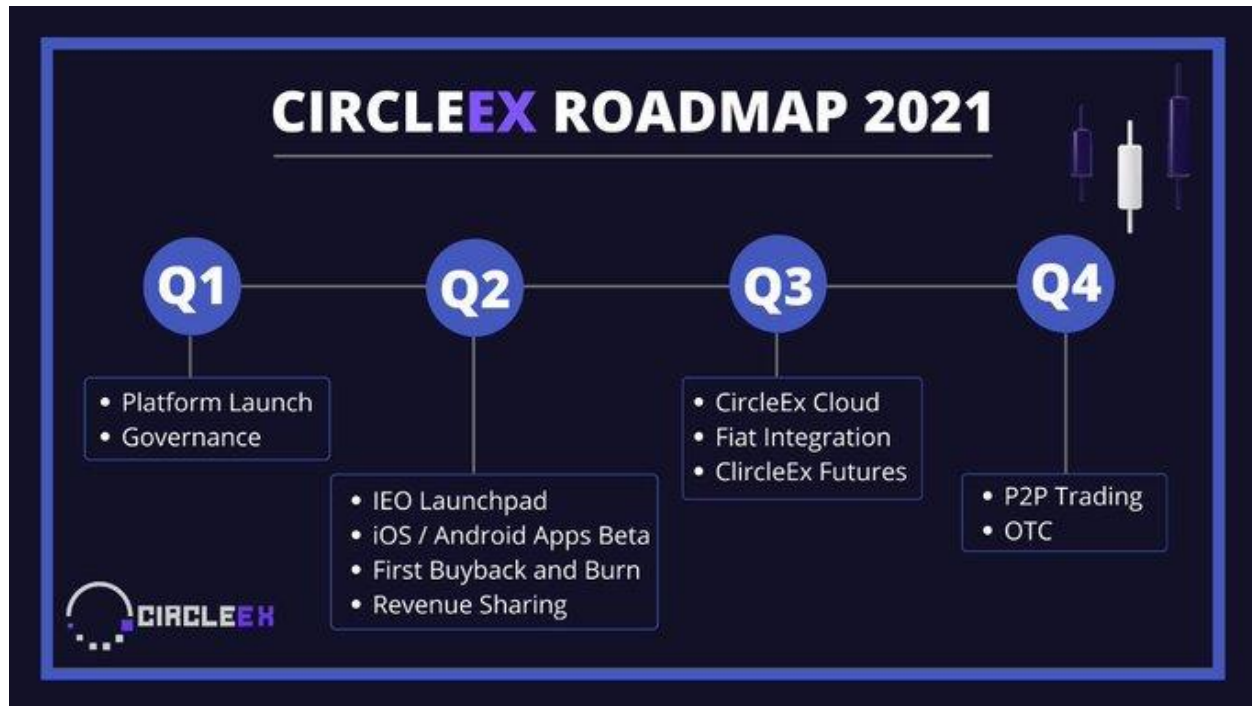 CIRCLEEX ROADMAP 2021
Q1
• Platform Launch
• Governance
Q2
• IEO Launchpad
• iOS / Android Apps Beta
• First Buyback and Burn
• Revenue Sharing
Q3
• CircleEx Cloud
• Fiat Integration
• ClircleEx Futures
Q4
• P2P Trading
• OTC
CIRCLEEX